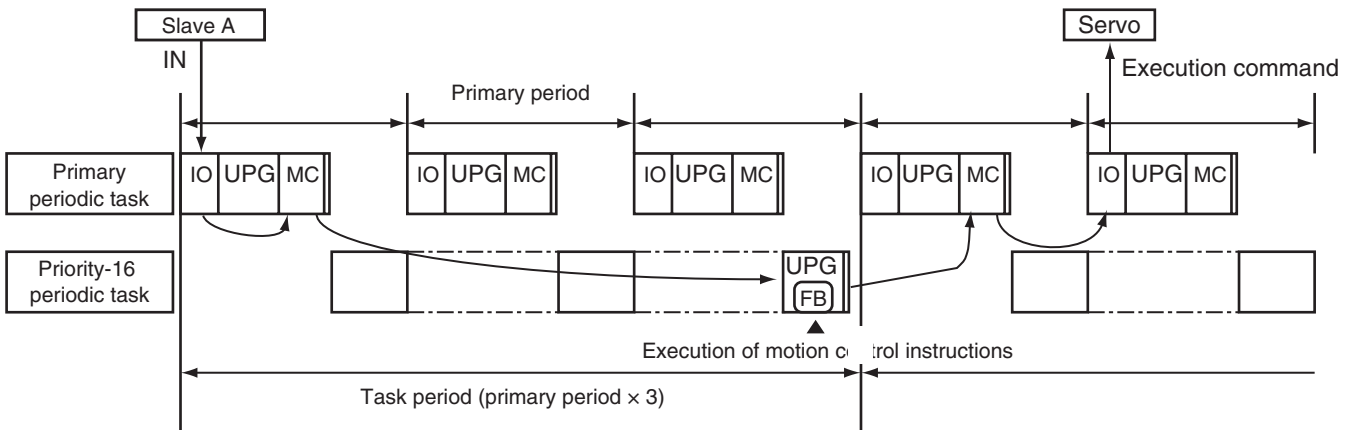 Slave A
Servo
IN
Execution command
Primary period
Primary periodic task
IO UPG MC
IO UPG MC
IO UPG MC
IO UPG MC
IO UPG MC
Priority-16 periodic task
UPG
FB
Execution of motion c trol instructions
Task period (primary period × 3)